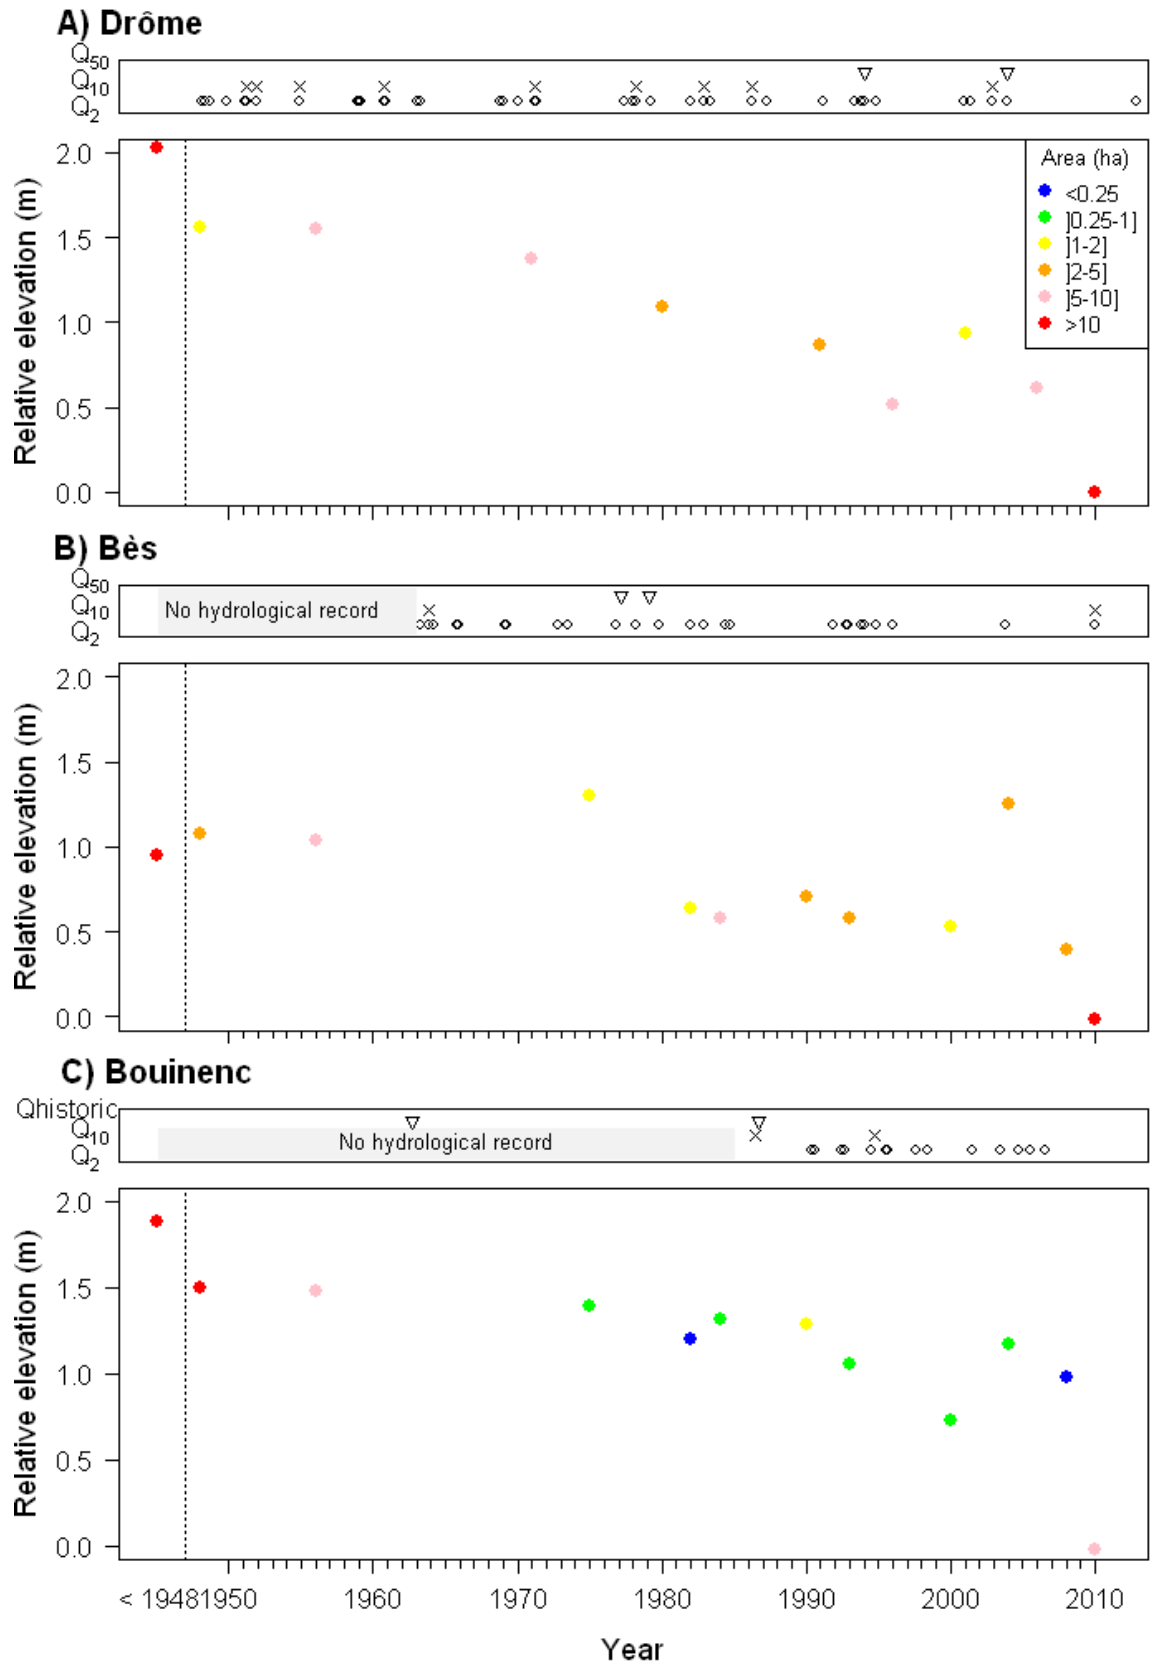 A) Drôme
Q50
Q10
Q2
Relative elevation (m)
2.0
1.5
1.0
0.5
0.0
Area (ha)
<0.25
]0.25-1]
]1-2]
]2-5]
]5-10]
>10
B) Bès
Q50
Q10
Q2
No hydrological record
Relative elevation (m)
2.0
1.5
1.0
0.5
0.0
C) Bouinenc
Qhistoric
Q10
Q2
No hydrological record
Relative elevation (m)
2.0
1.5
1.0
0.5
0.0
< 1948 1950 1960 1970 1980 1990 2000 2010
Year